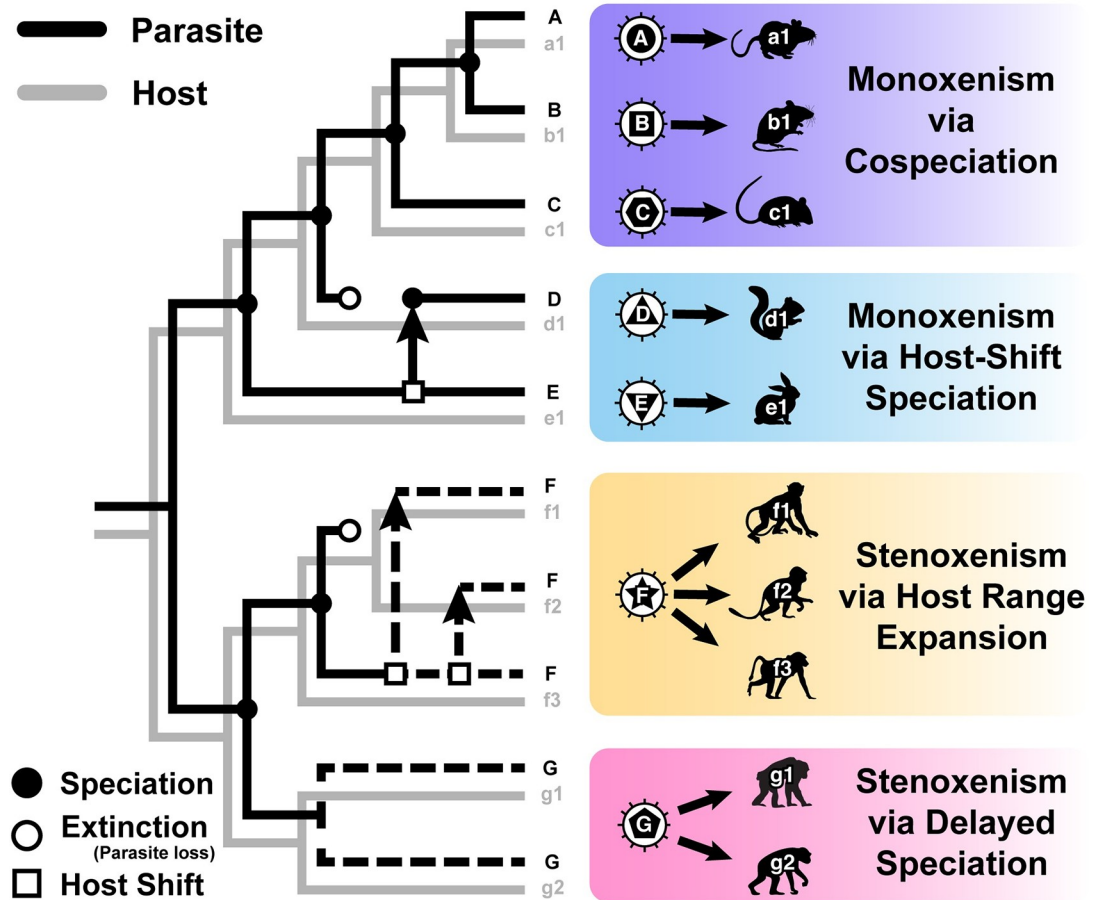 Parasite
Host
A
a1
B
b1
C
c1
D
d1
E
e1
F
f1
F
f2
F
f3
G
g1
G
g2
Speciation
Extinction
(Parasite loss)
Host Shift
A
a1
B
b1
C
c1
Monoxenism
via
Cospeciation
D
d1
E
e1
Monoxenism
via Host-Shift
Speciation
F
f1
f2
f3
Stenoxenism
via Host Range
Expansion
G
g1
g2
Stenoxenism
via Delayed
Speciation